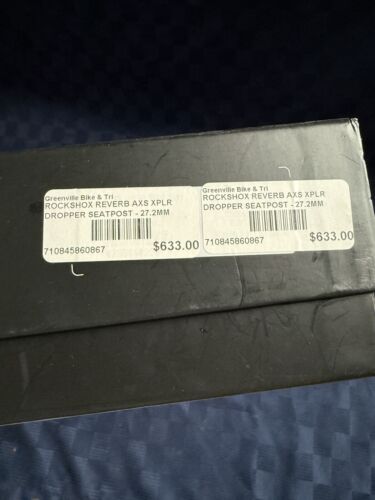 Greenville Bike & Tri
ROCKSHOX REVERB AXS XPLR
DROPPER SEATPOST - 27.2MM
$633.00
710845860867
Greenville Bike & Tri
ROCKSHOX REVERB AXS XPLR
DROPPER SEATPOST - 27.2MM
$633.00
710845860867